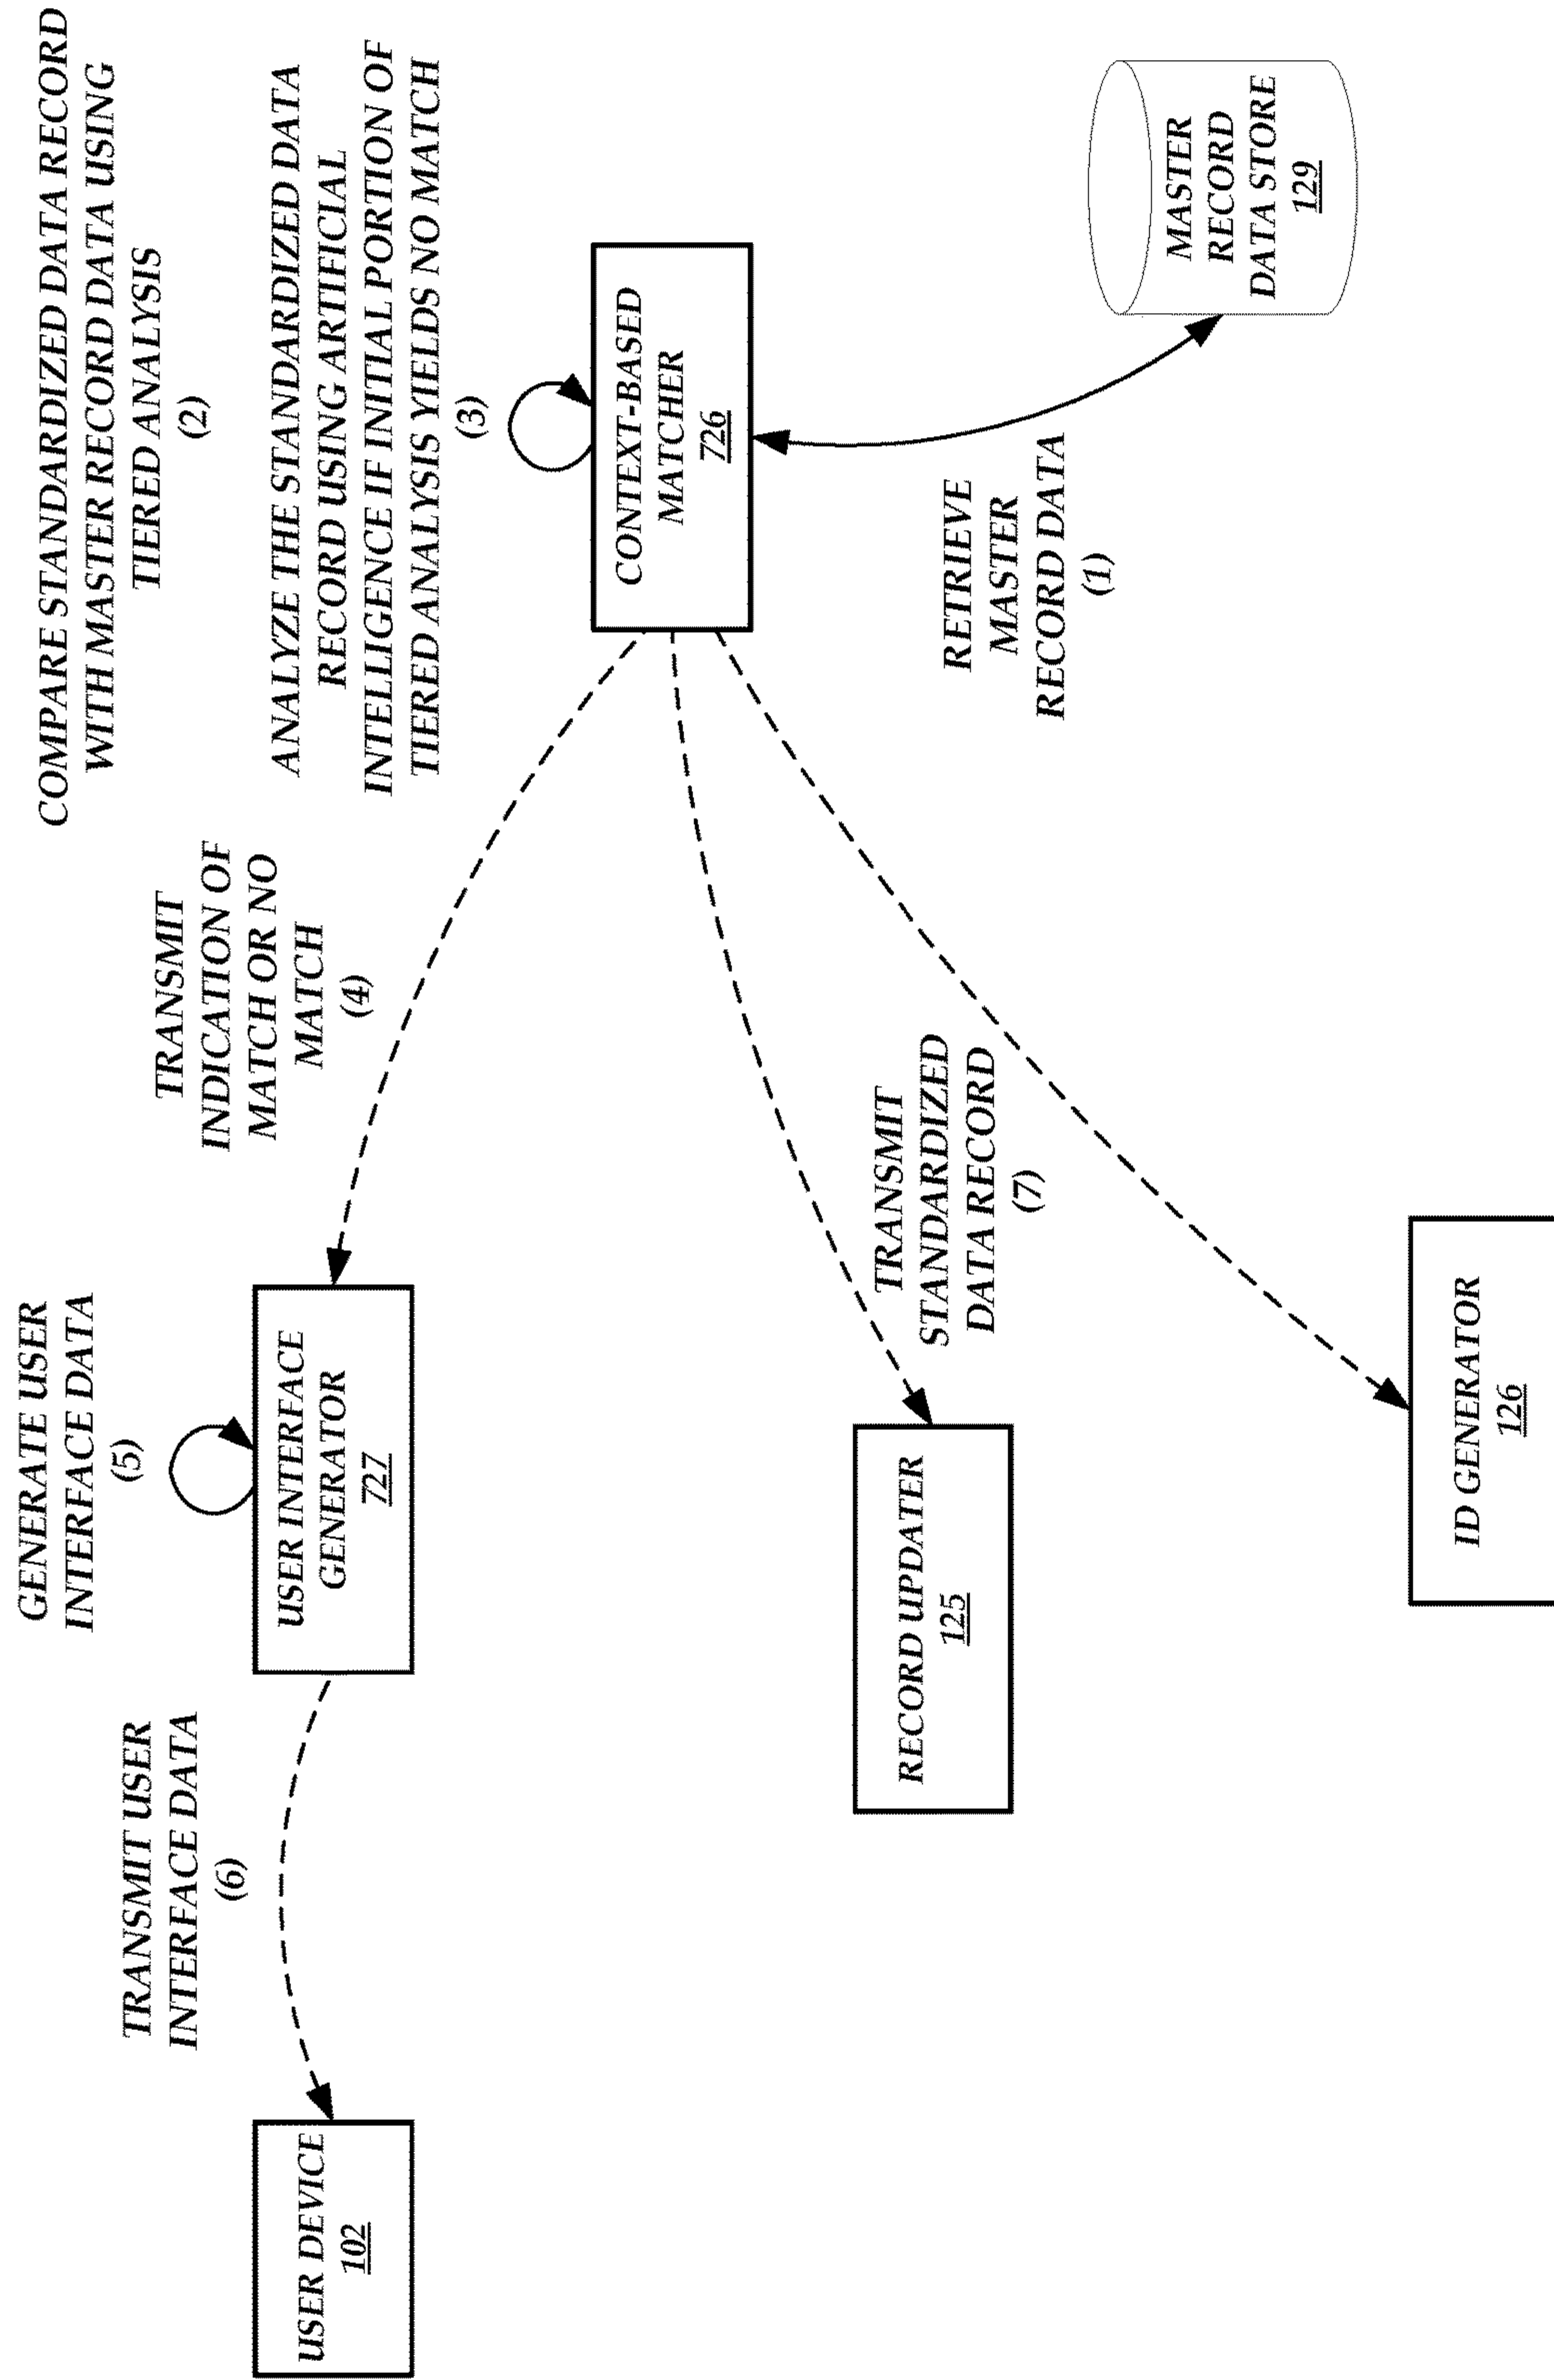 COMPARE STANDARDIZED DATA RECORD
WITH MASTER RECORD DATA USING
TIERED ANALYSIS
(2)
ANALYZE THE STANDARDIZED DATA
RECORD USING ARTIFICIAL
INTELLIGENCE IF INITIAL PORTION OF
TIERED ANALYSIS YIELDS NO MATCH
(3)
GENERATE USER
INTERFACE DATA
(5)
TRANSMIT USER
INTERFACE DATA
(6)
TRANSMIT
INDICATION OF
MATCH OR NO
MATCH
(4)
USER DEVICE
102
USER INTERFACE
GENERATOR
727
CONTEXT-BASED
MATCHER
726
RECORD UPDATER
125
TRANSMIT
STANDARDIZED
DATA RECORD
(7)
RETRIEVE
MASTER
RECORD DATA
(1)
MASTER
RECORD
DATA STORE
129
ID GENERATOR
126